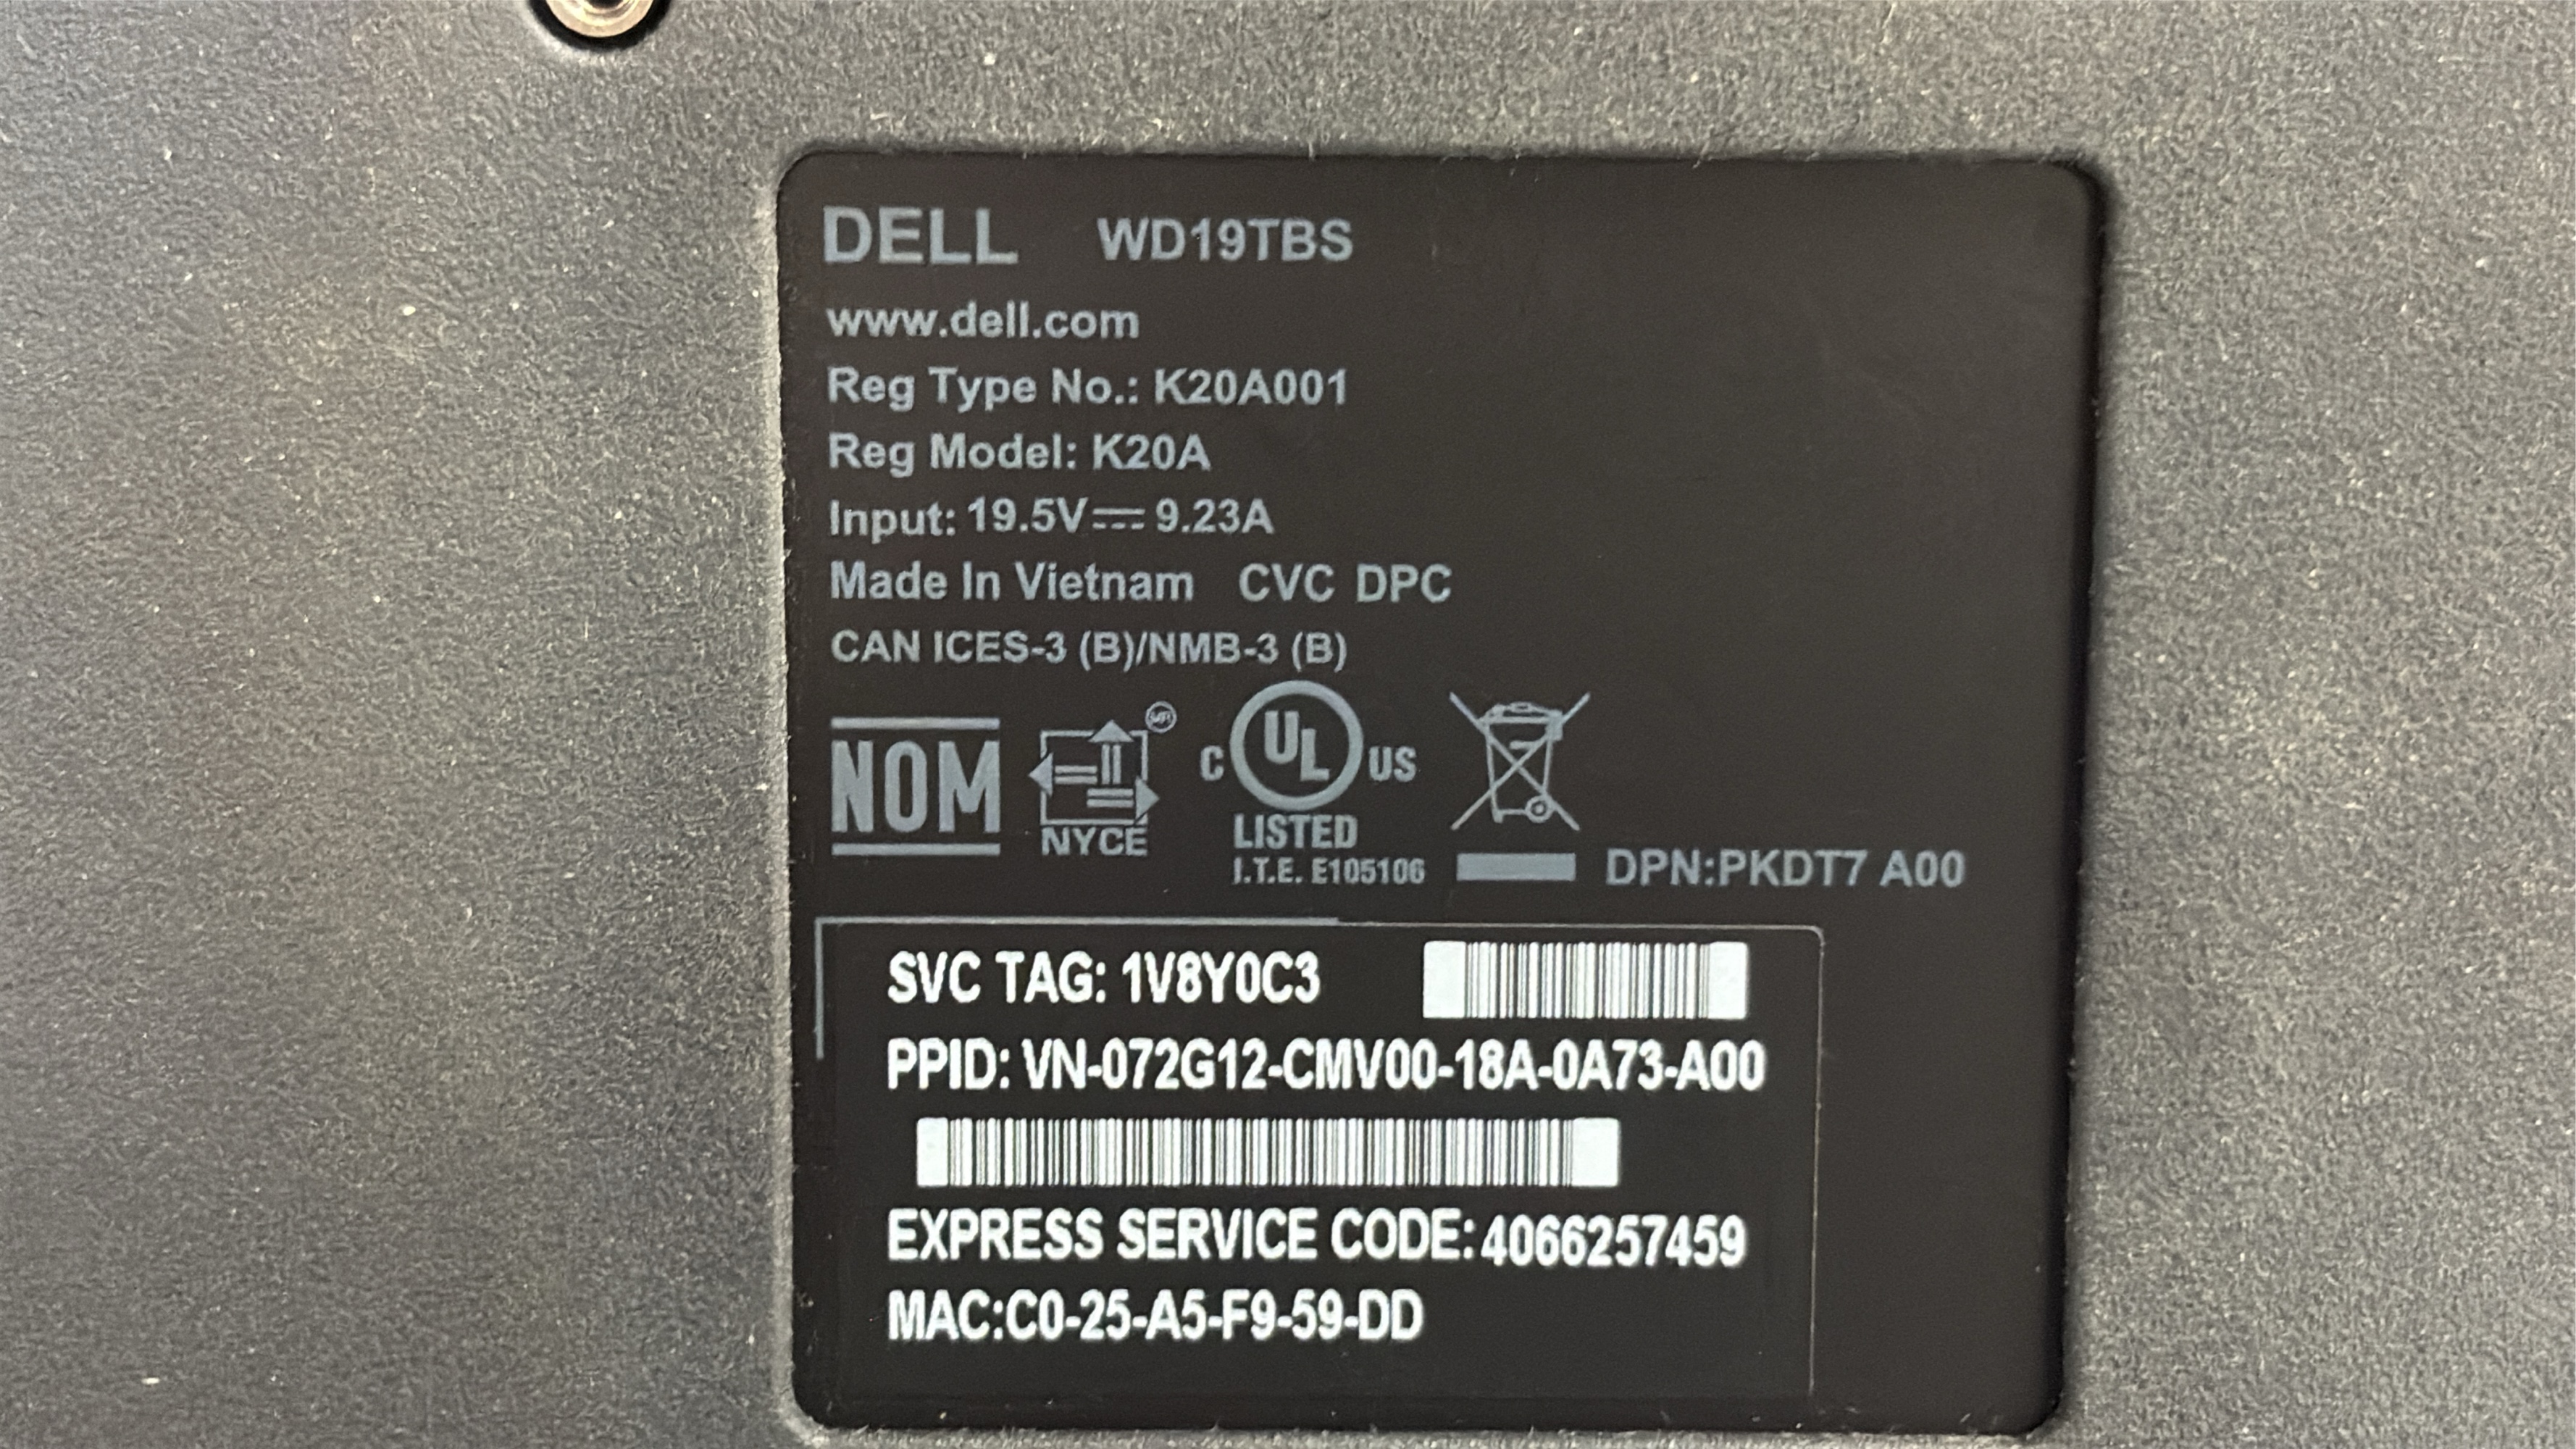 DELL WD19TBS
www.dell.com
Reg Type No.: K20A001
Reg Model: K20A
Input: 19.5V⎓9.23A
Made In Vietnam CVC DPC
CAN ICES-3 (B)/NMB-3 (B)
NOM
NYCE
C UL US
LISTED
I.T.E. E105106
DPN:PKDT7 A00
SVC TAG: 1V8Y0C3
PPID: VN-072G12-CMV00-18A-0A73-A00
EXPRESS SERVICE CODE:4066257459
MAC:C0-25-A5-F9-59-DD